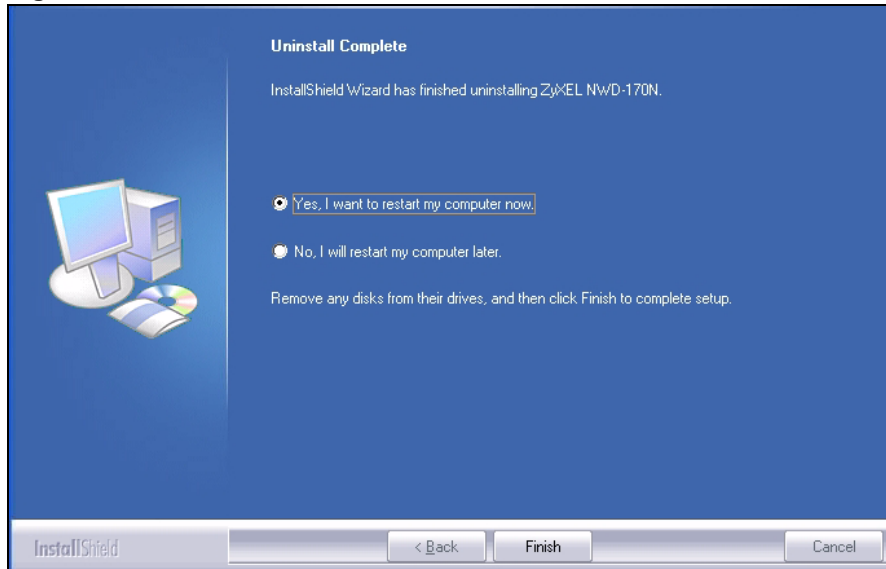 Uninstall Complete
InstallShield Wizard has finished uninstalling ZyXEL NWD-170N.
Yes, I want to restart my computer now.
No, I will restart my computer later.
Remove any disks from their drives, and then click Finish to complete setup.
InstallShield
< Back Finish Cancel